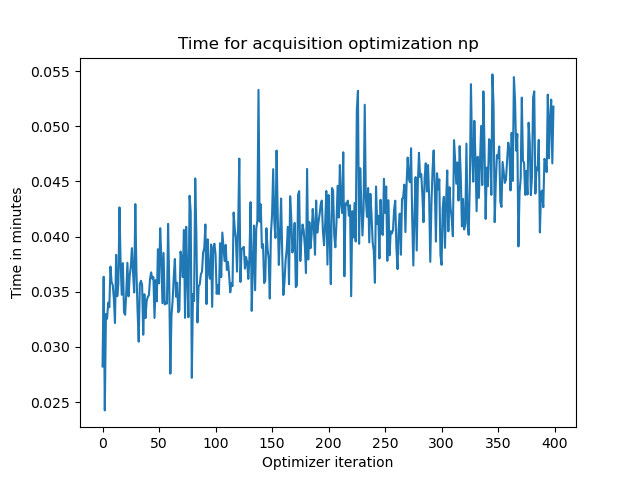 Time for acquisition optimization np
0.055
0.050
0.045
0.040
0.035
0.030
0.025
Time in minutes
0 50 100 150 200 250 300 350 400
Optimizer iteration